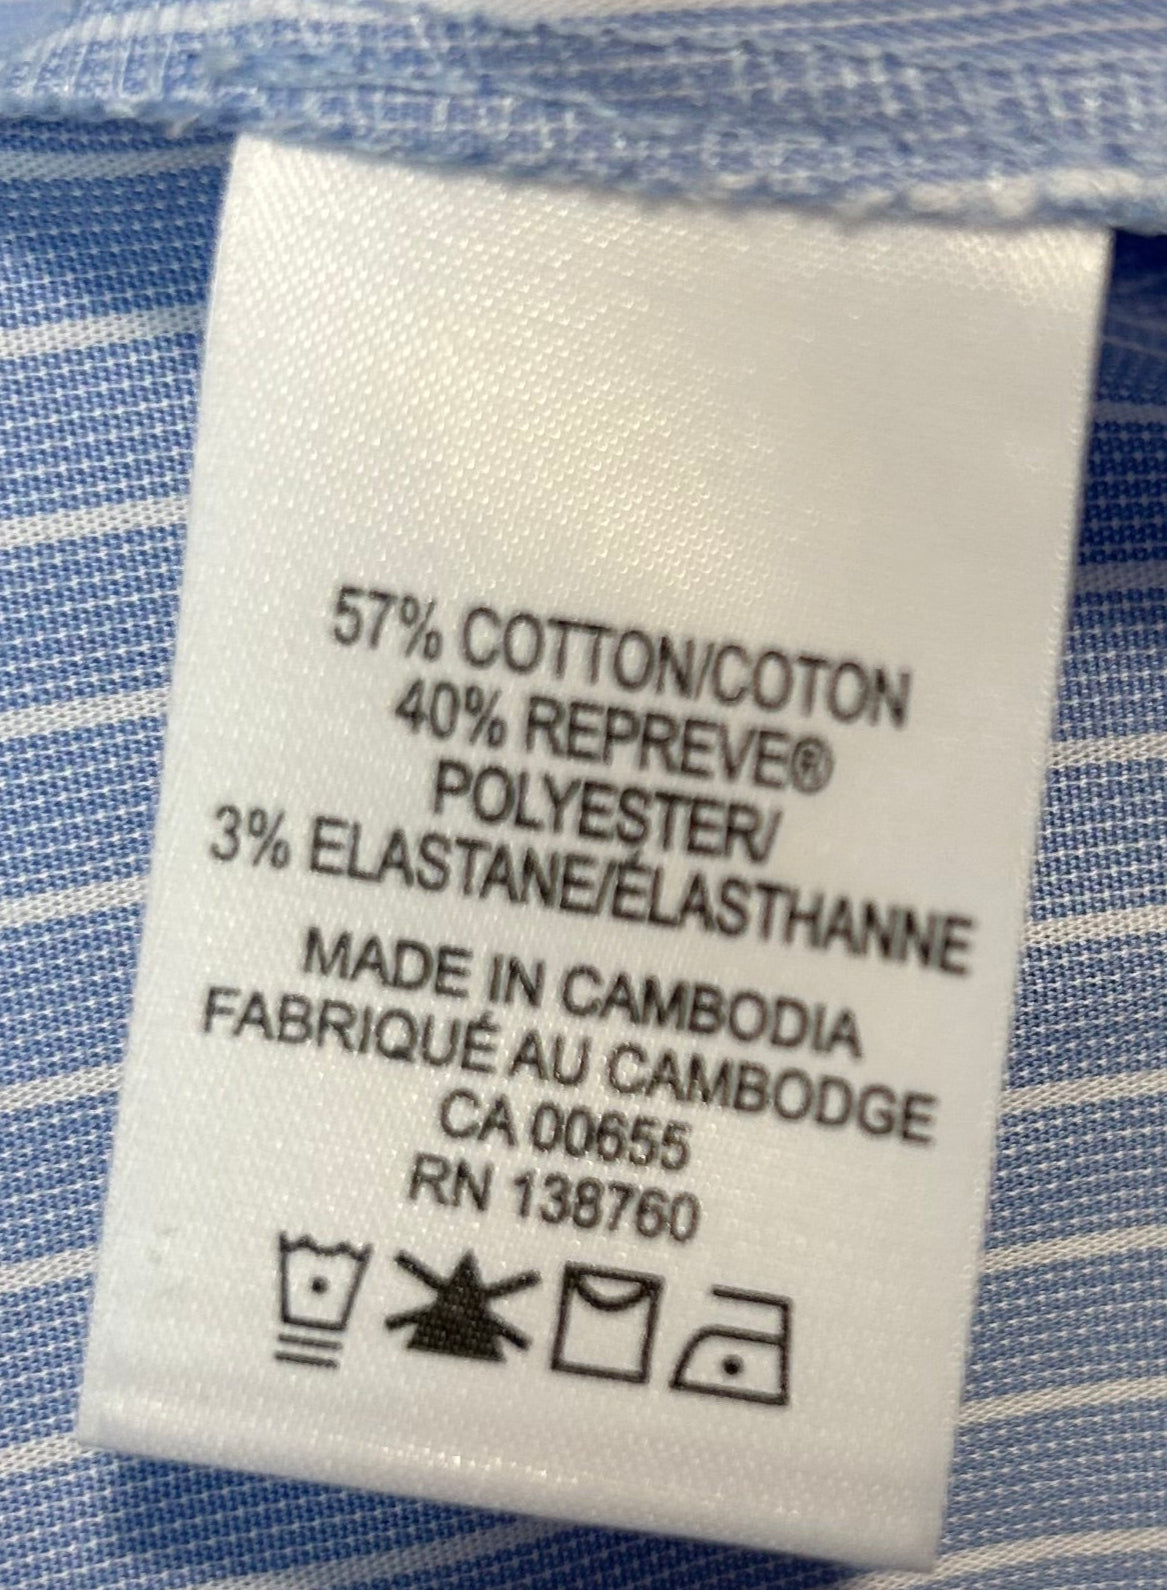 57% COTTON/COTON
40% REPREVE®
POLYESTER/
3% ELASTANE/ÉLASTHANNE
MADE IN CAMBODIA
FABRIQUÉ AU CAMBODGE
CA 00655
RN 138760